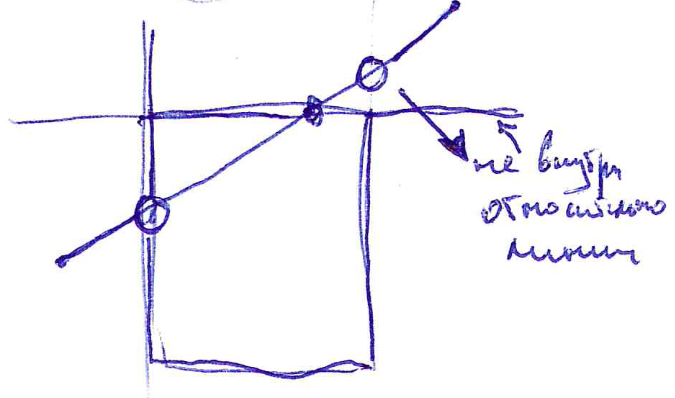 не внутри
относительно
линии